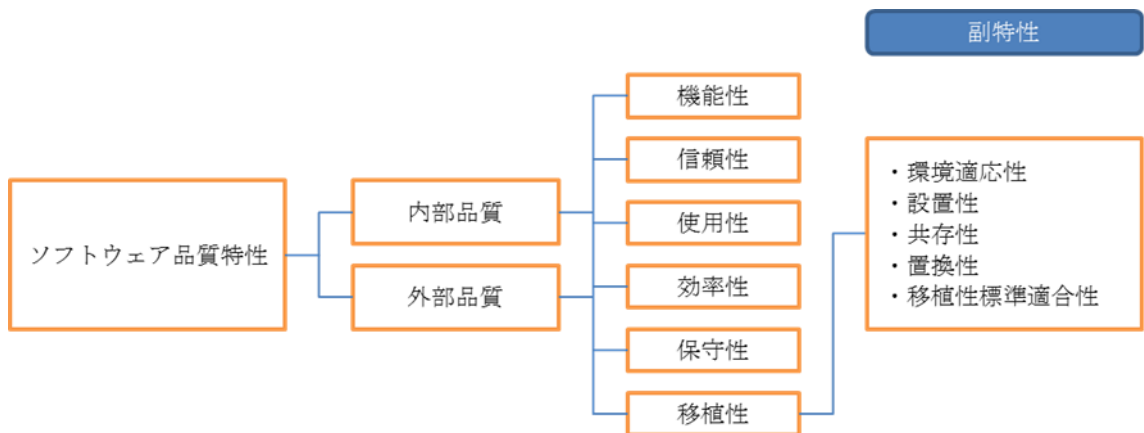 副特性
機能性
信頼性
使用性
効率性
保守性
移植性
内部品質
外部品質
ソフトウェア品質特性
・環境適応性
・設置性
・共存性
・置換性
・移植性標準適合性